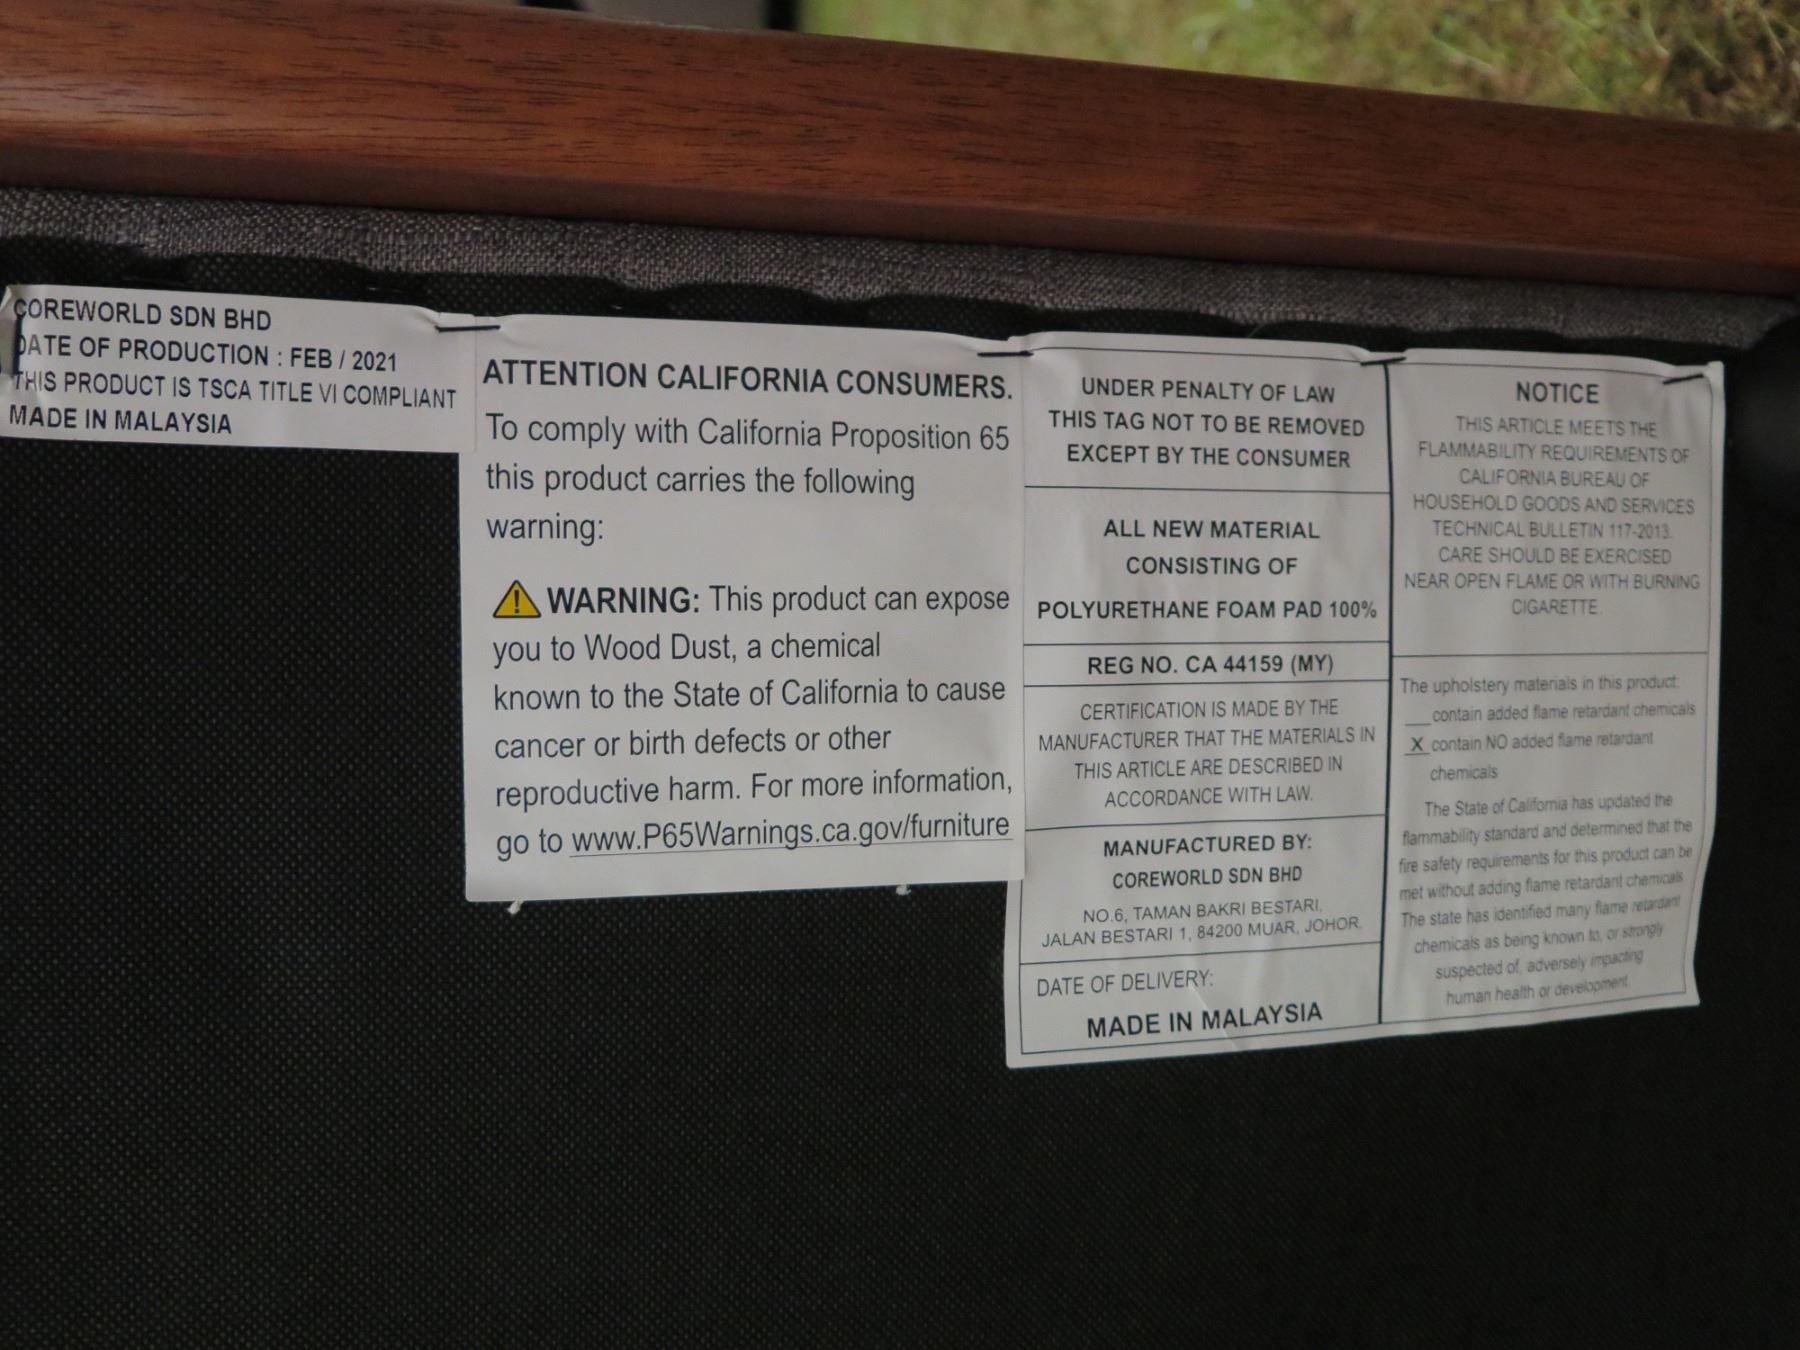 COREWORLD SDN BHD
DATE OF PRODUCTION : FEB / 2021
THIS PRODUCT IS TSCA TITLE VI COMPLIANT
MADE IN MALAYSIA
ATTENTION CALIFORNIA CONSUMERS.
To comply with California Proposition 65
this product carries the following
warning:
WARNING: This product can expose
you to Wood Dust, a chemical
known to the State of California to cause
cancer or birth defects or other
reproductive harm. For more information,
go to www.P65Warnings.ca.gov/furniture
UNDER PENALTY OF LAW
THIS TAG NOT TO BE REMOVED
EXCEPT BY THE CONSUMER
ALL NEW MATERIAL
CONSISTING OF
POLYURETHANE FOAM PAD 100%
REG NO. CA 44159 (MY)
CERTIFICATION IS MADE BY THE
MANUFACTURER THAT THE MATERIALS IN
THIS ARTICLE ARE DESCRIBED IN
ACCORDANCE WITH LAW.
MANUFACTURED BY:
COREWORLD SDN BHD
NO.6, TAMAN BAKRI BESTARI,
JALAN BESTARI 1, 84200 MUAR, JOHOR.
DATE OF DELIVERY:
MADE IN MALAYSIA
NOTICE
THIS ARTICLE MEETS THE
FLAMMABILITY REQUIREMENTS OF
CALIFORNIA BUREAU OF
HOUSEHOLD GOODS AND SERVICES
TECHNICAL BULLETIN 117-2013.
CARE SHOULD BE EXERCISED
NEAR OPEN FLAME OR WITH BURNING
CIGARETTE.
The upholstery materials in this product:
__contain added flame retardant chemicals
X contain NO added flame retardant
chemicals
The State of California has updated the
flammability standard and determined that the
fire safety requirements for this product can be
met without adding flame retardant chemicals
The state has identified many flame retardant
chemicals as being known to, or strongly
suspected of, adversely impacting
human health or development.